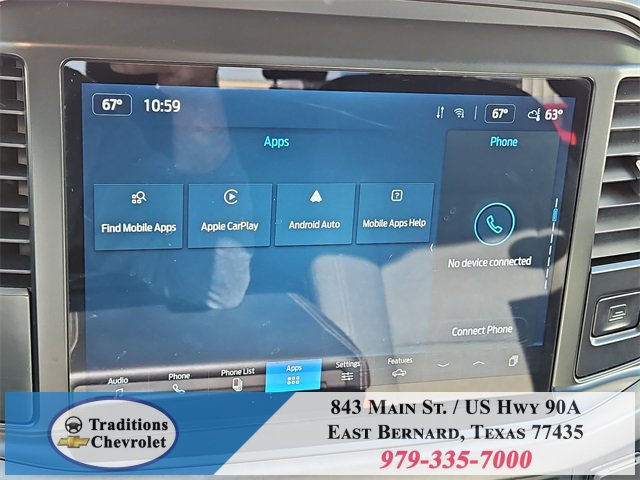 67° 10:59 67° 63°
Apps Phone
Find Mobile Apps Apple CarPlay Android Auto Mobile Apps Help
No device connected
Connect Phone
Audio Phone Phone List Apps Settings Features
Traditions
Chevrolet
843 Main St. / US Hwy 90A
East Bernard, Texas 77435
979-335-7000